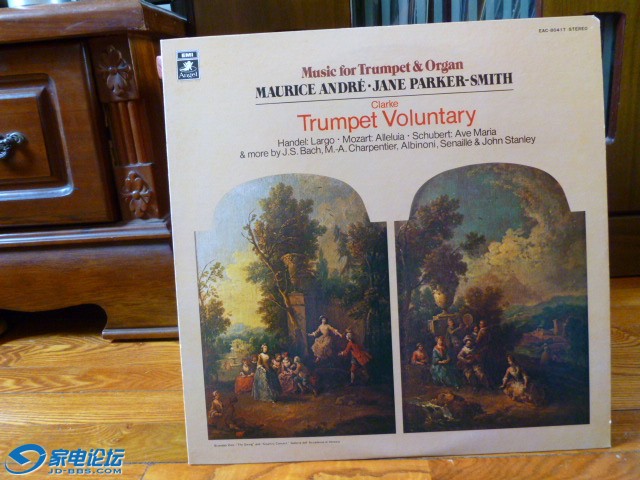 EAC-80417 STEREO
EMI
Angel
Music for Trumpet & Organ
MAURICE ANDRÉ · JANE PARKER-SMITH
Clarke
Trumpet Voluntary
Handel: Largo · Mozart: Alleluia · Schubert: Ave Maria
& more by J.S. Bach, M.-A. Charpentier, Albinoni, Senaillé & John Stanley
家电论坛
JD-BBS.COM